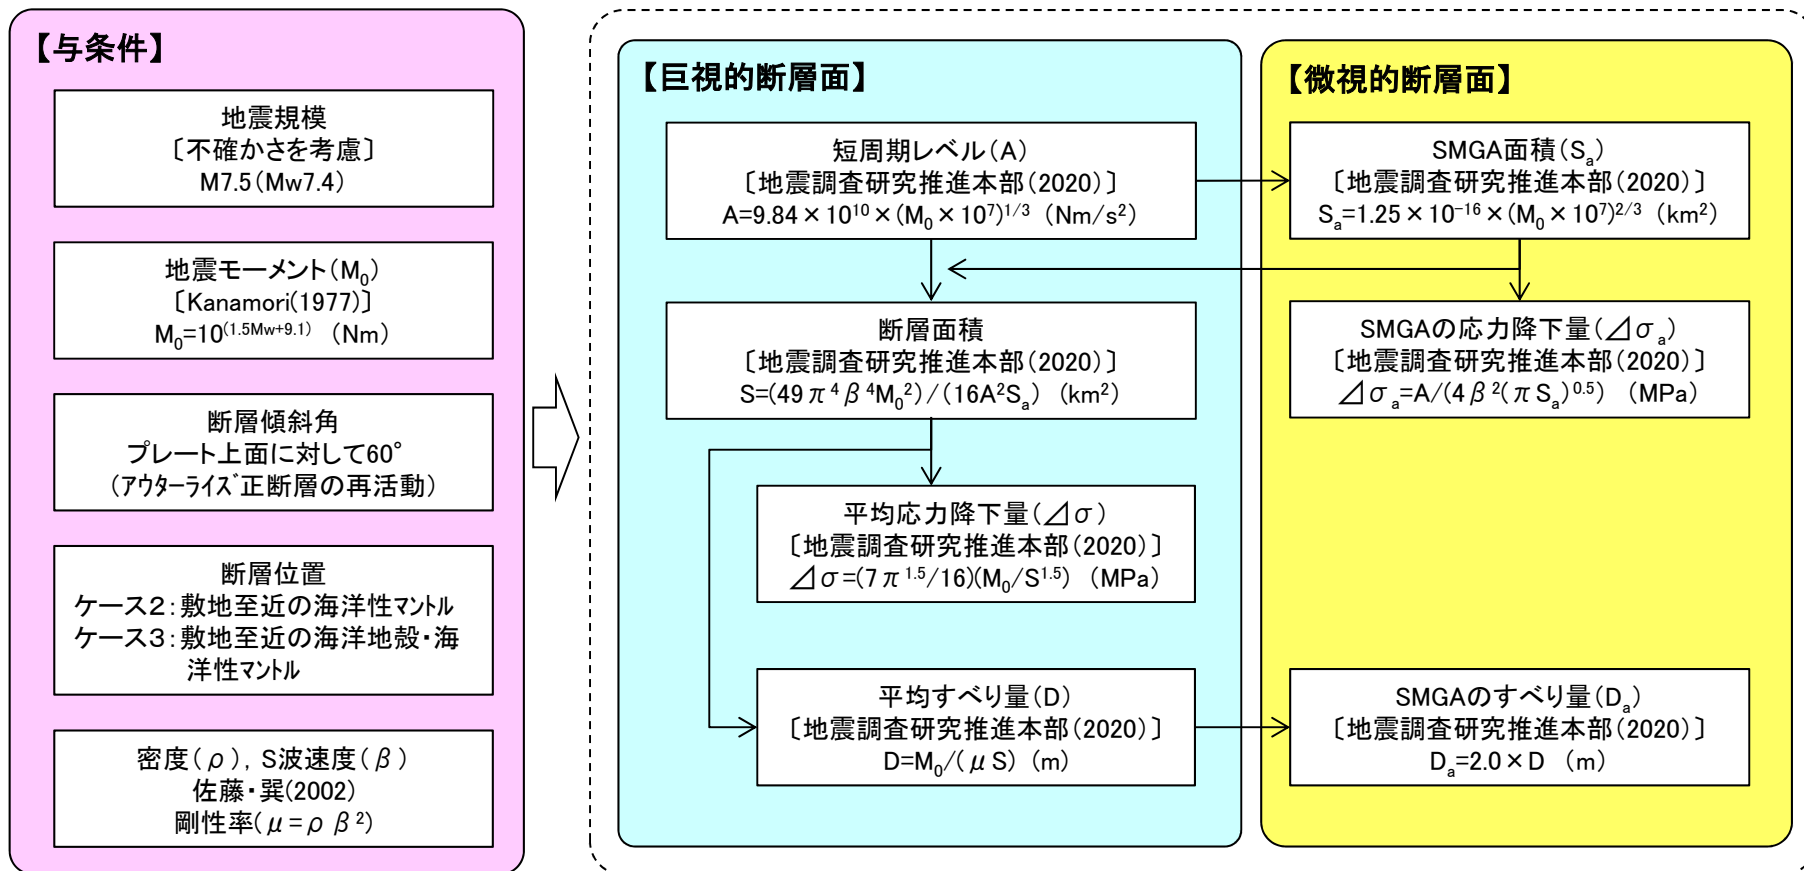 【与条件】
地震規模
〔不確かさを考慮〕
M7.5(Mw7.4)
地震モーメント(M₀)
〔Kanamori(1977)〕
M₀=10^(1.5Mw+9.1) (Nm)
断層傾斜角
プレート上面に対して60°
(アウターライズ正断層の再活動)
断層位置
ケース2：敷地至近の海洋性マントル
ケース3：敷地至近の海洋地殻・海
洋性マントル
密度(ρ), S波速度(β)
佐藤・巽(2002)
剛性率(μ=ρβ²)
【巨視的断層面】
短周期レベル(A)
〔地震調査研究推進本部(2020)〕
A=9.84×10¹⁰×(M₀×10⁷)^1/3 (Nm/s²)
断層面積
〔地震調査研究推進本部(2020)〕
S=(49π⁴β⁴M₀²)/(16A²Sₐ) (km²)
平均応力降下量(⊿σ)
〔地震調査研究推進本部(2020)〕
⊿σ=(7π^1.5/16)(M₀/S^1.5) (MPa)
平均すべり量(D)
〔地震調査研究推進本部(2020)〕
D=M₀/(μS) (m)
【微視的断層面】
SMGA面積(Sₐ)
〔地震調査研究推進本部(2020)〕
Sₐ=1.25×10⁻¹⁶×(M₀×10⁷)^2/3 (km²)
SMGAの応力降下量(⊿σₐ)
〔地震調査研究推進本部(2020)〕
⊿σₐ=A/(4β²(πSₐ)^0.5) (MPa)
SMGAのすべり量(Dₐ)
〔地震調査研究推進本部(2020)〕
Dₐ=2.0×D (m)